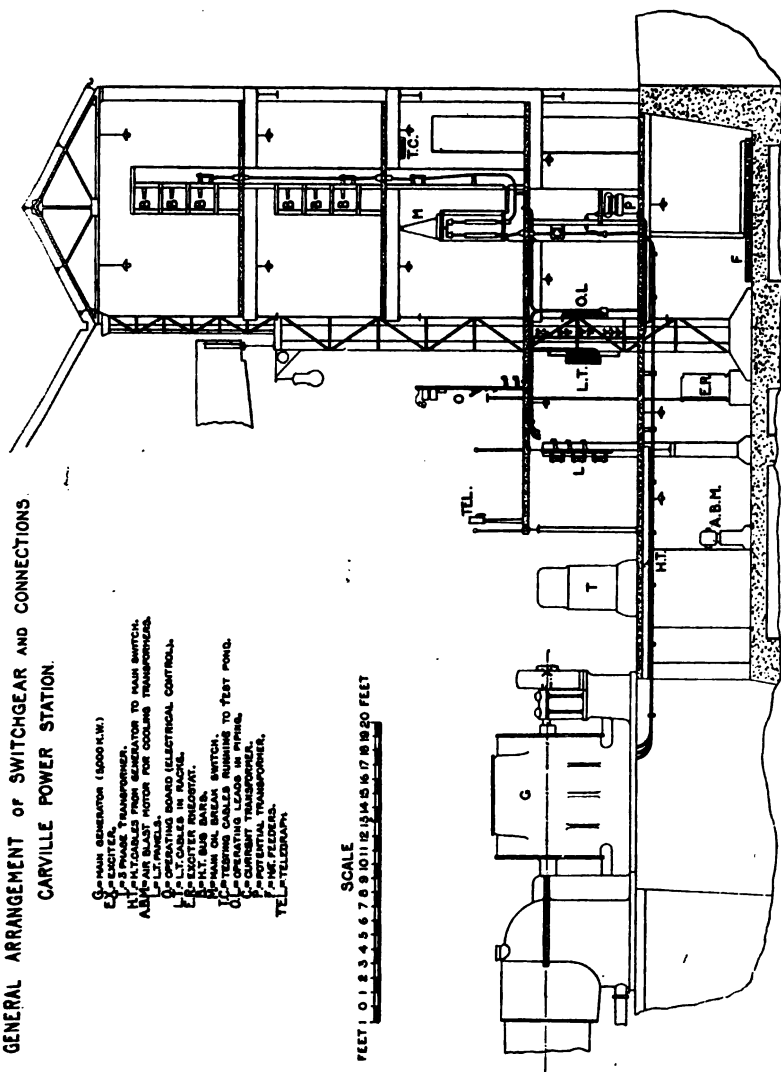 GENERAL ARRANGEMENT OF SWITCHGEAR AND CONNECTIONS.
CARVILLE POWER STATION.
G = MAIN GENERATOR (5,000 K.W.)
EX = EXCITER.
T = 3 PHASE TRANSFORMER.
H.T. = H.T. CABLES FROM GENERATOR TO MAIN SWITCH.
A.B.M. = AIR BLAST MOTOR FOR COOLING TRANSFORMERS.
L = L.T. PANELS.
O = OPERATING BOARD (ELECTRICAL CONTROL).
L.T. = L.T. CABLES IN RACKS.
E.R. = EXCITER RHEOSTAT.
B = H.T. BUS BARS.
M = MAIN OIL BREAK SWITCH.
T.C. = TESTING CABLES RUNNING TO TEST POND.
O.L. = OPERATING LEADS IN PIPING.
C = CURRENT TRANSFORMER.
P = POTENTIAL TRANSFORMER.
F = H.T. FEEDERS.
TEL = TELEGRAPH.
SCALE
FEET 1 0 1 2 3 4 5 6 7 8 9 10 11 12 13 14 15 16 17 18 19 20 FEET
B=
B=
B=
B=
B=
B=
T.C.
M
P
O.L
F
L.T.
O
E.R.
L
TEL.
A.B.M.
H.T.
T
G